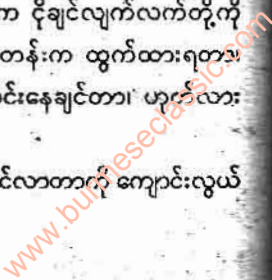 က ငိုချင်လျက်လက်တို့ကို
တန်းက ထွက်ထားရတာ။
င်းနေချင်တာ၊ ဟုတ်လား
င်လာတာကို ကျောင်းလွယ်
www.burmeseclassic.com